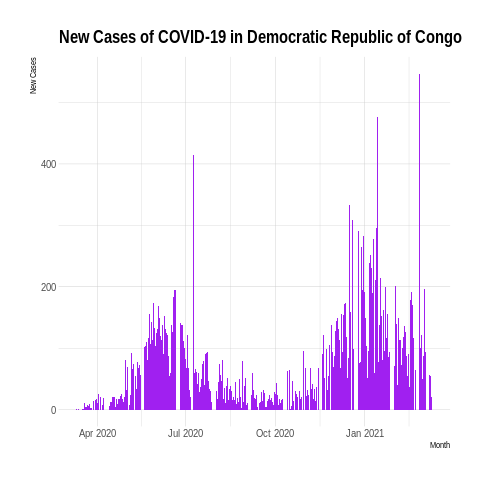 New Cases of COVID-19 in Democratic Republic of Congo
New Cases
400
200
0
Apr 2020
Jul 2020
Oct 2020
Jan 2021
Month